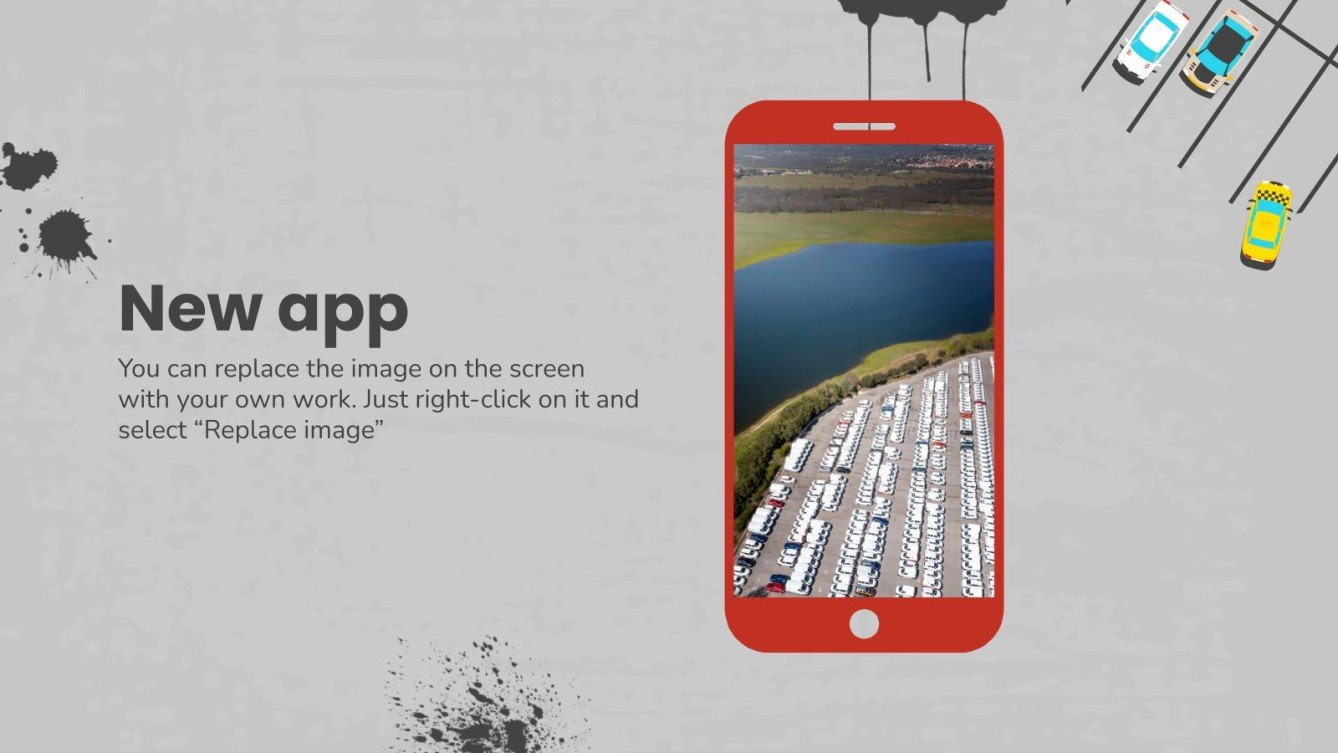 New app
You can replace the image on the screen
with your own work. Just right-click on it and
select “Replace image”